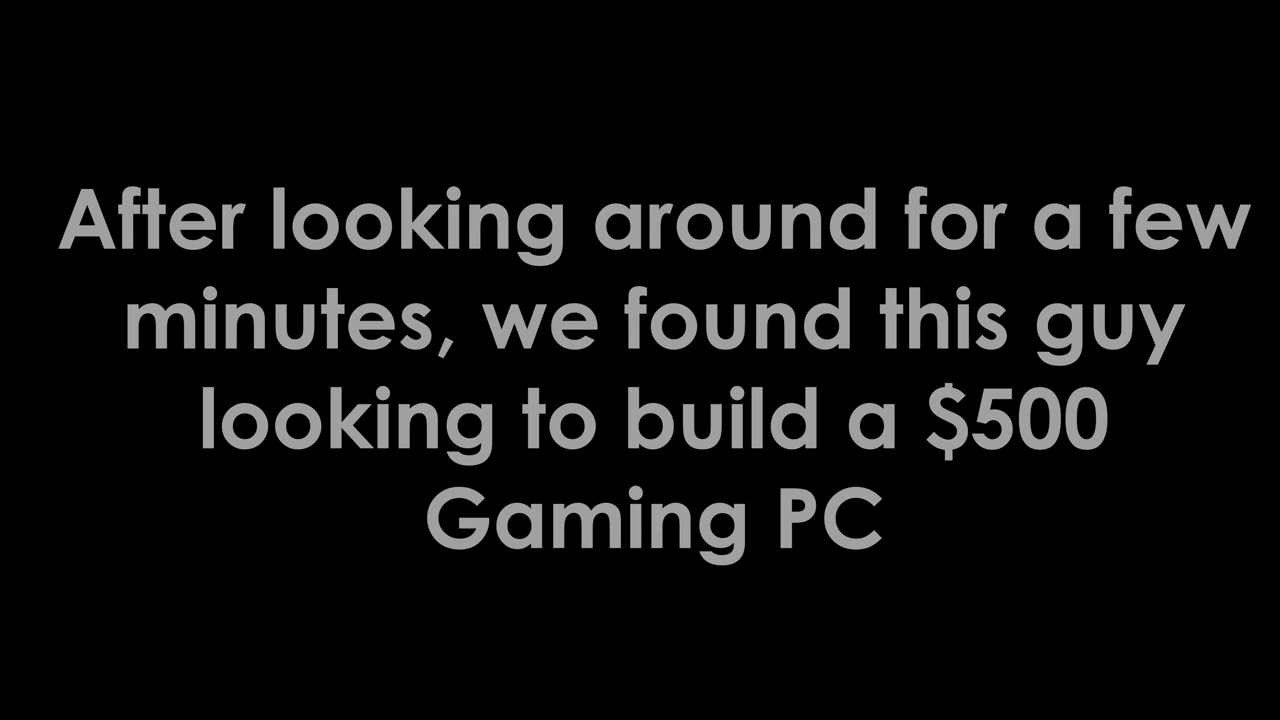 After looking around for a few
minutes, we found this guy
looking to build a $500
Gaming PC